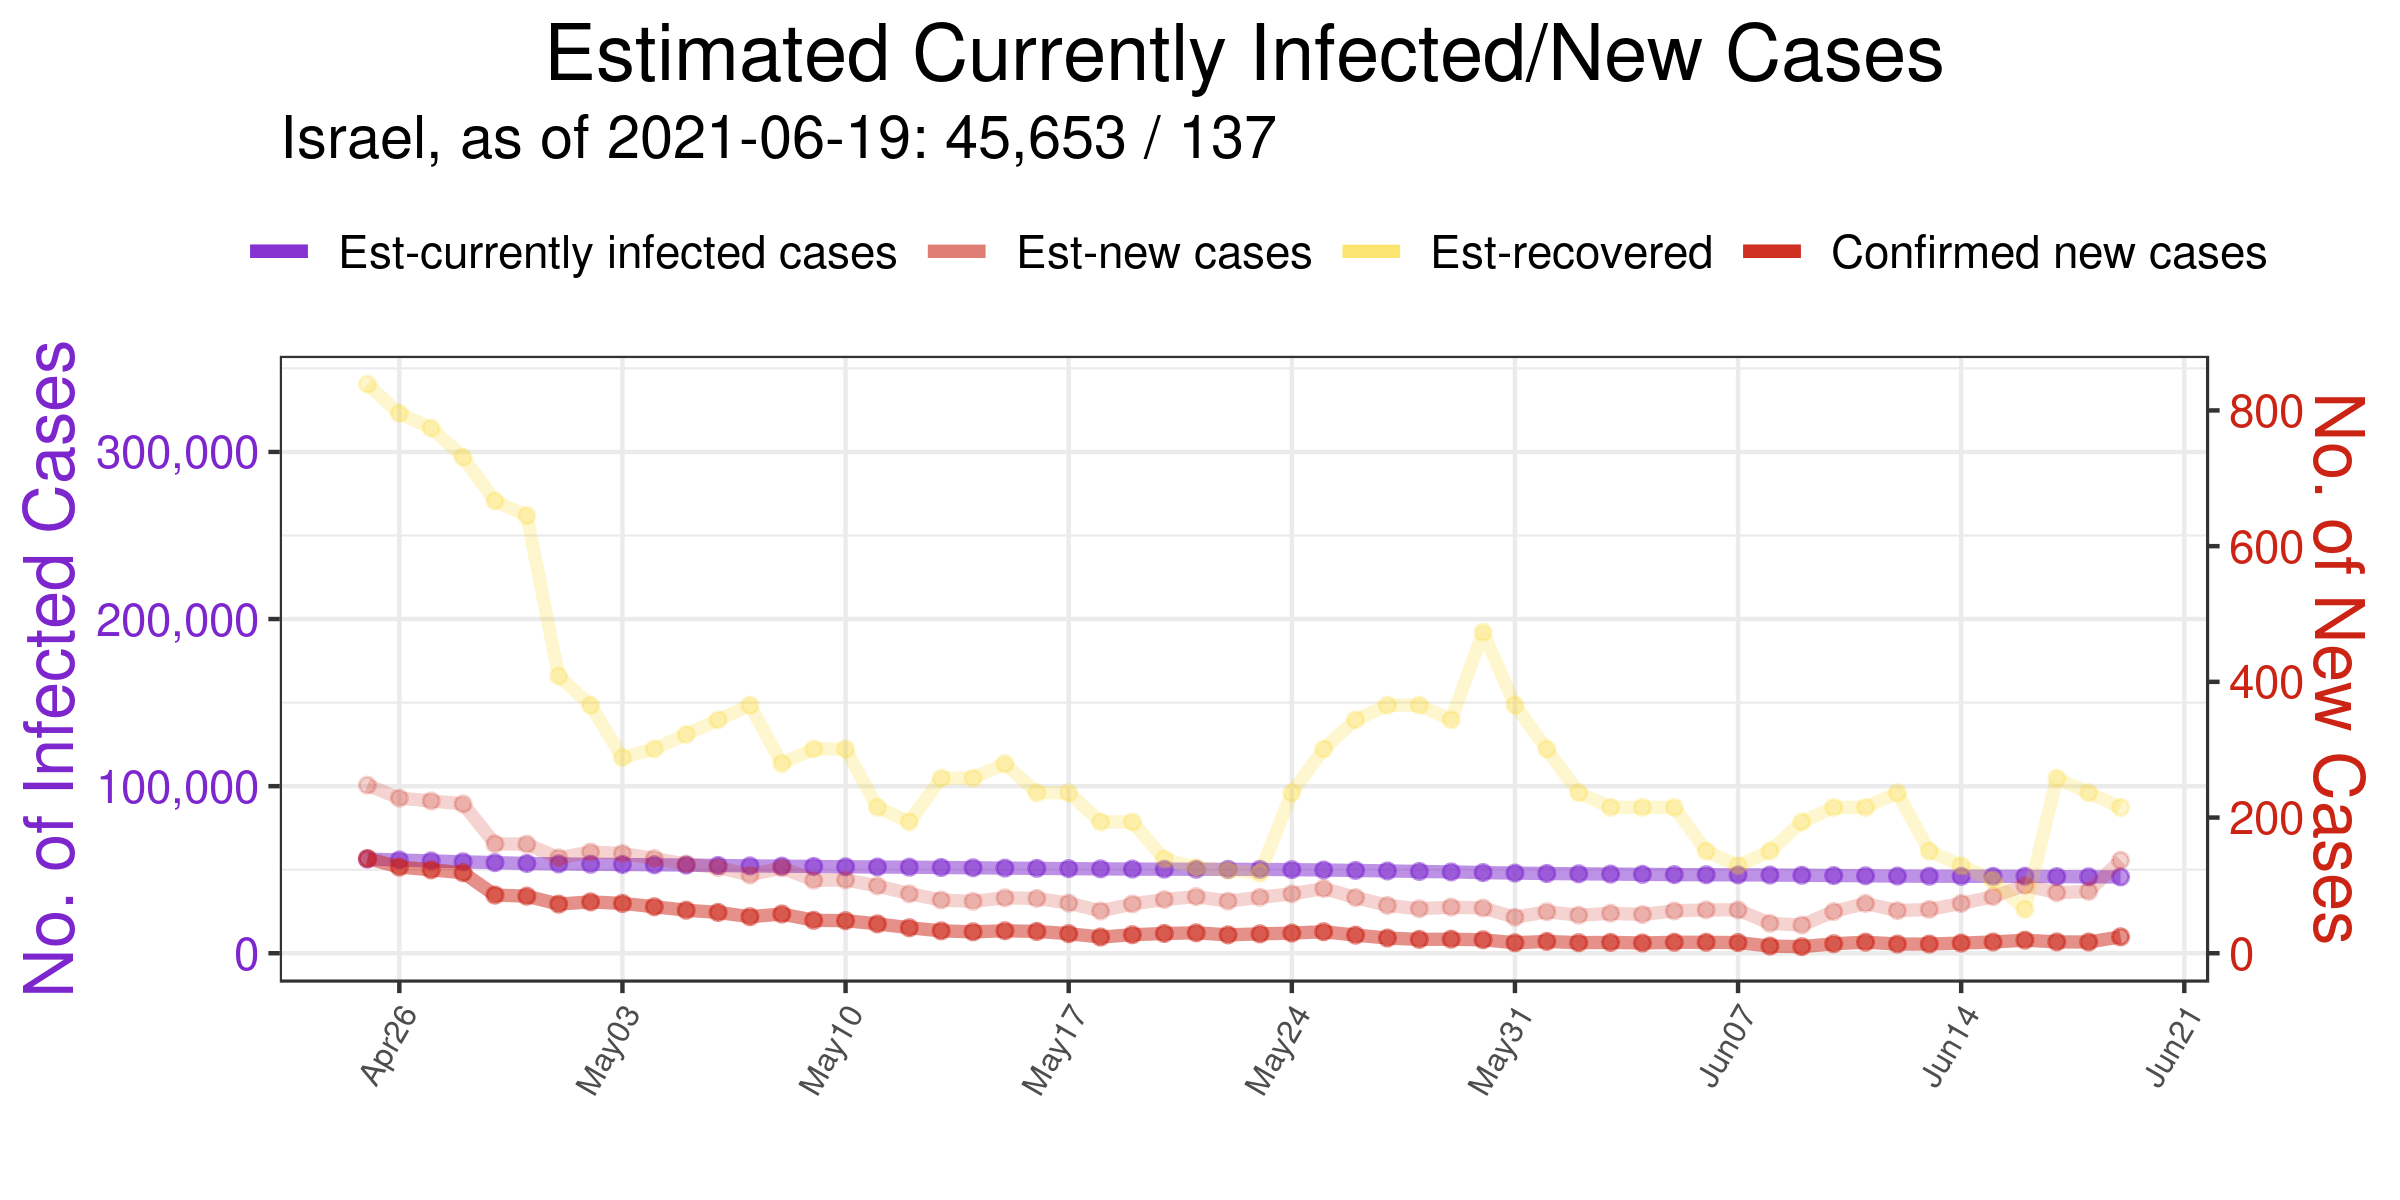 Estimated Currently Infected/New Cases
Israel, as of 2021-06-19: 45,653 / 137
Est-currently infected cases Est-new cases Est-recovered Confirmed new cases
No. of Infected Cases
300,000
200,000
100,000
0
800
600
400
200
0
No. of New Cases
Apr26 May03 May10 May17 May24 May31 Jun07 Jun14 Jun21